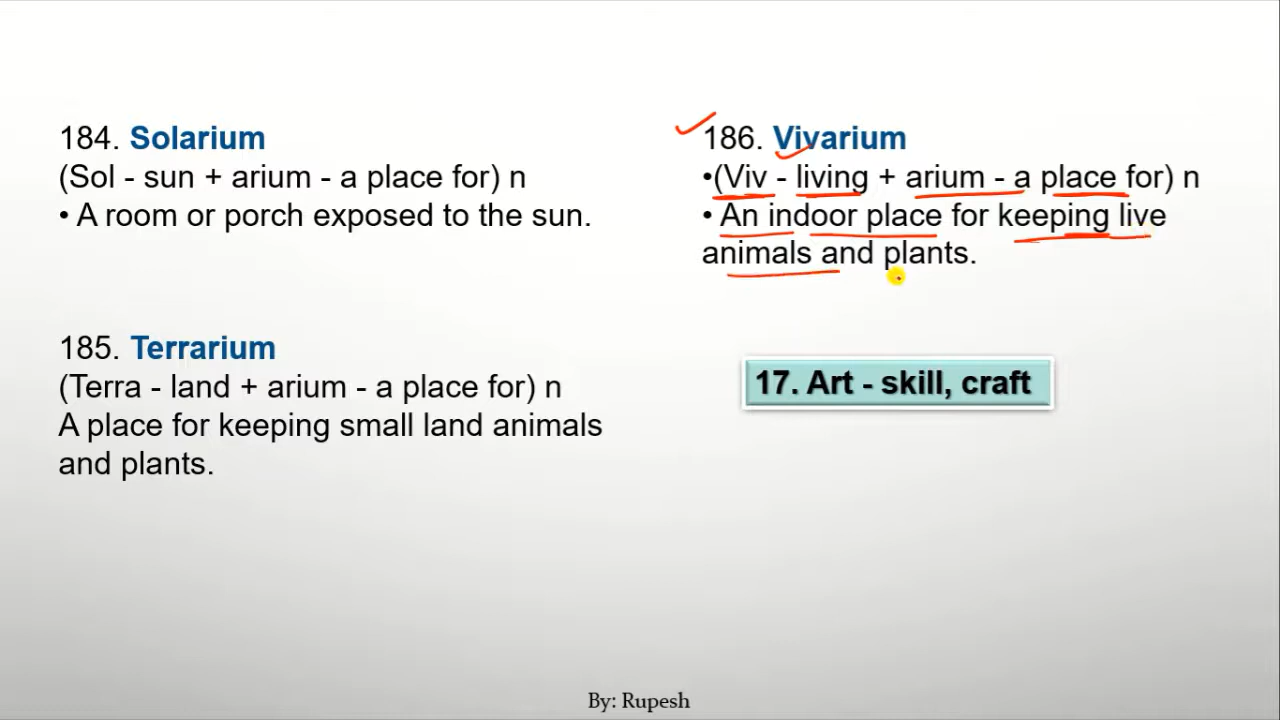 184. Solarium
(Sol - sun + arium - a place for) n
• A room or porch exposed to the sun.
185. Terrarium
(Terra - land + arium - a place for) n
A place for keeping small land animals
and plants.
186. Vivarium
•(Viv - living + arium - a place for) n
• An indoor place for keeping live
animals and plants.
17. Art - skill, craft
By: Rupesh